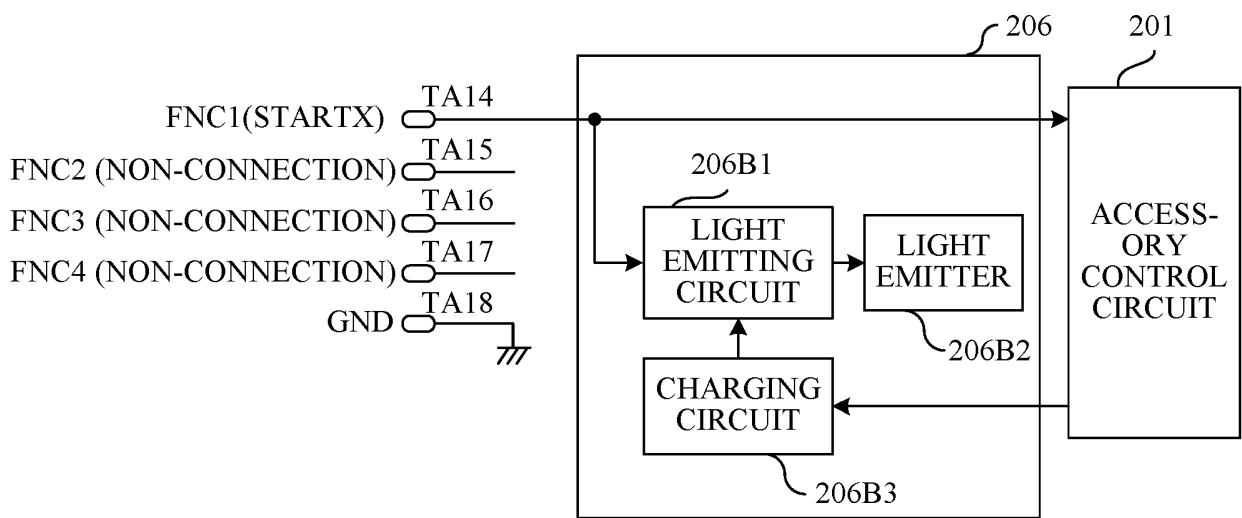 206
201
TA14
FNC1(STARTX)
TA15
FNC2 (NON-CONNECTION)
206B1
TA16
FNC3 (NON-CONNECTION)
LIGHT
EMITTING
CIRCUIT
LIGHT
EMITTER
ACCESS-
ORY
CONTROL
CIRCUIT
TA17
FNC4 (NON-CONNECTION)
TA18
GND
206B2
CHARGING
CIRCUIT
206B3